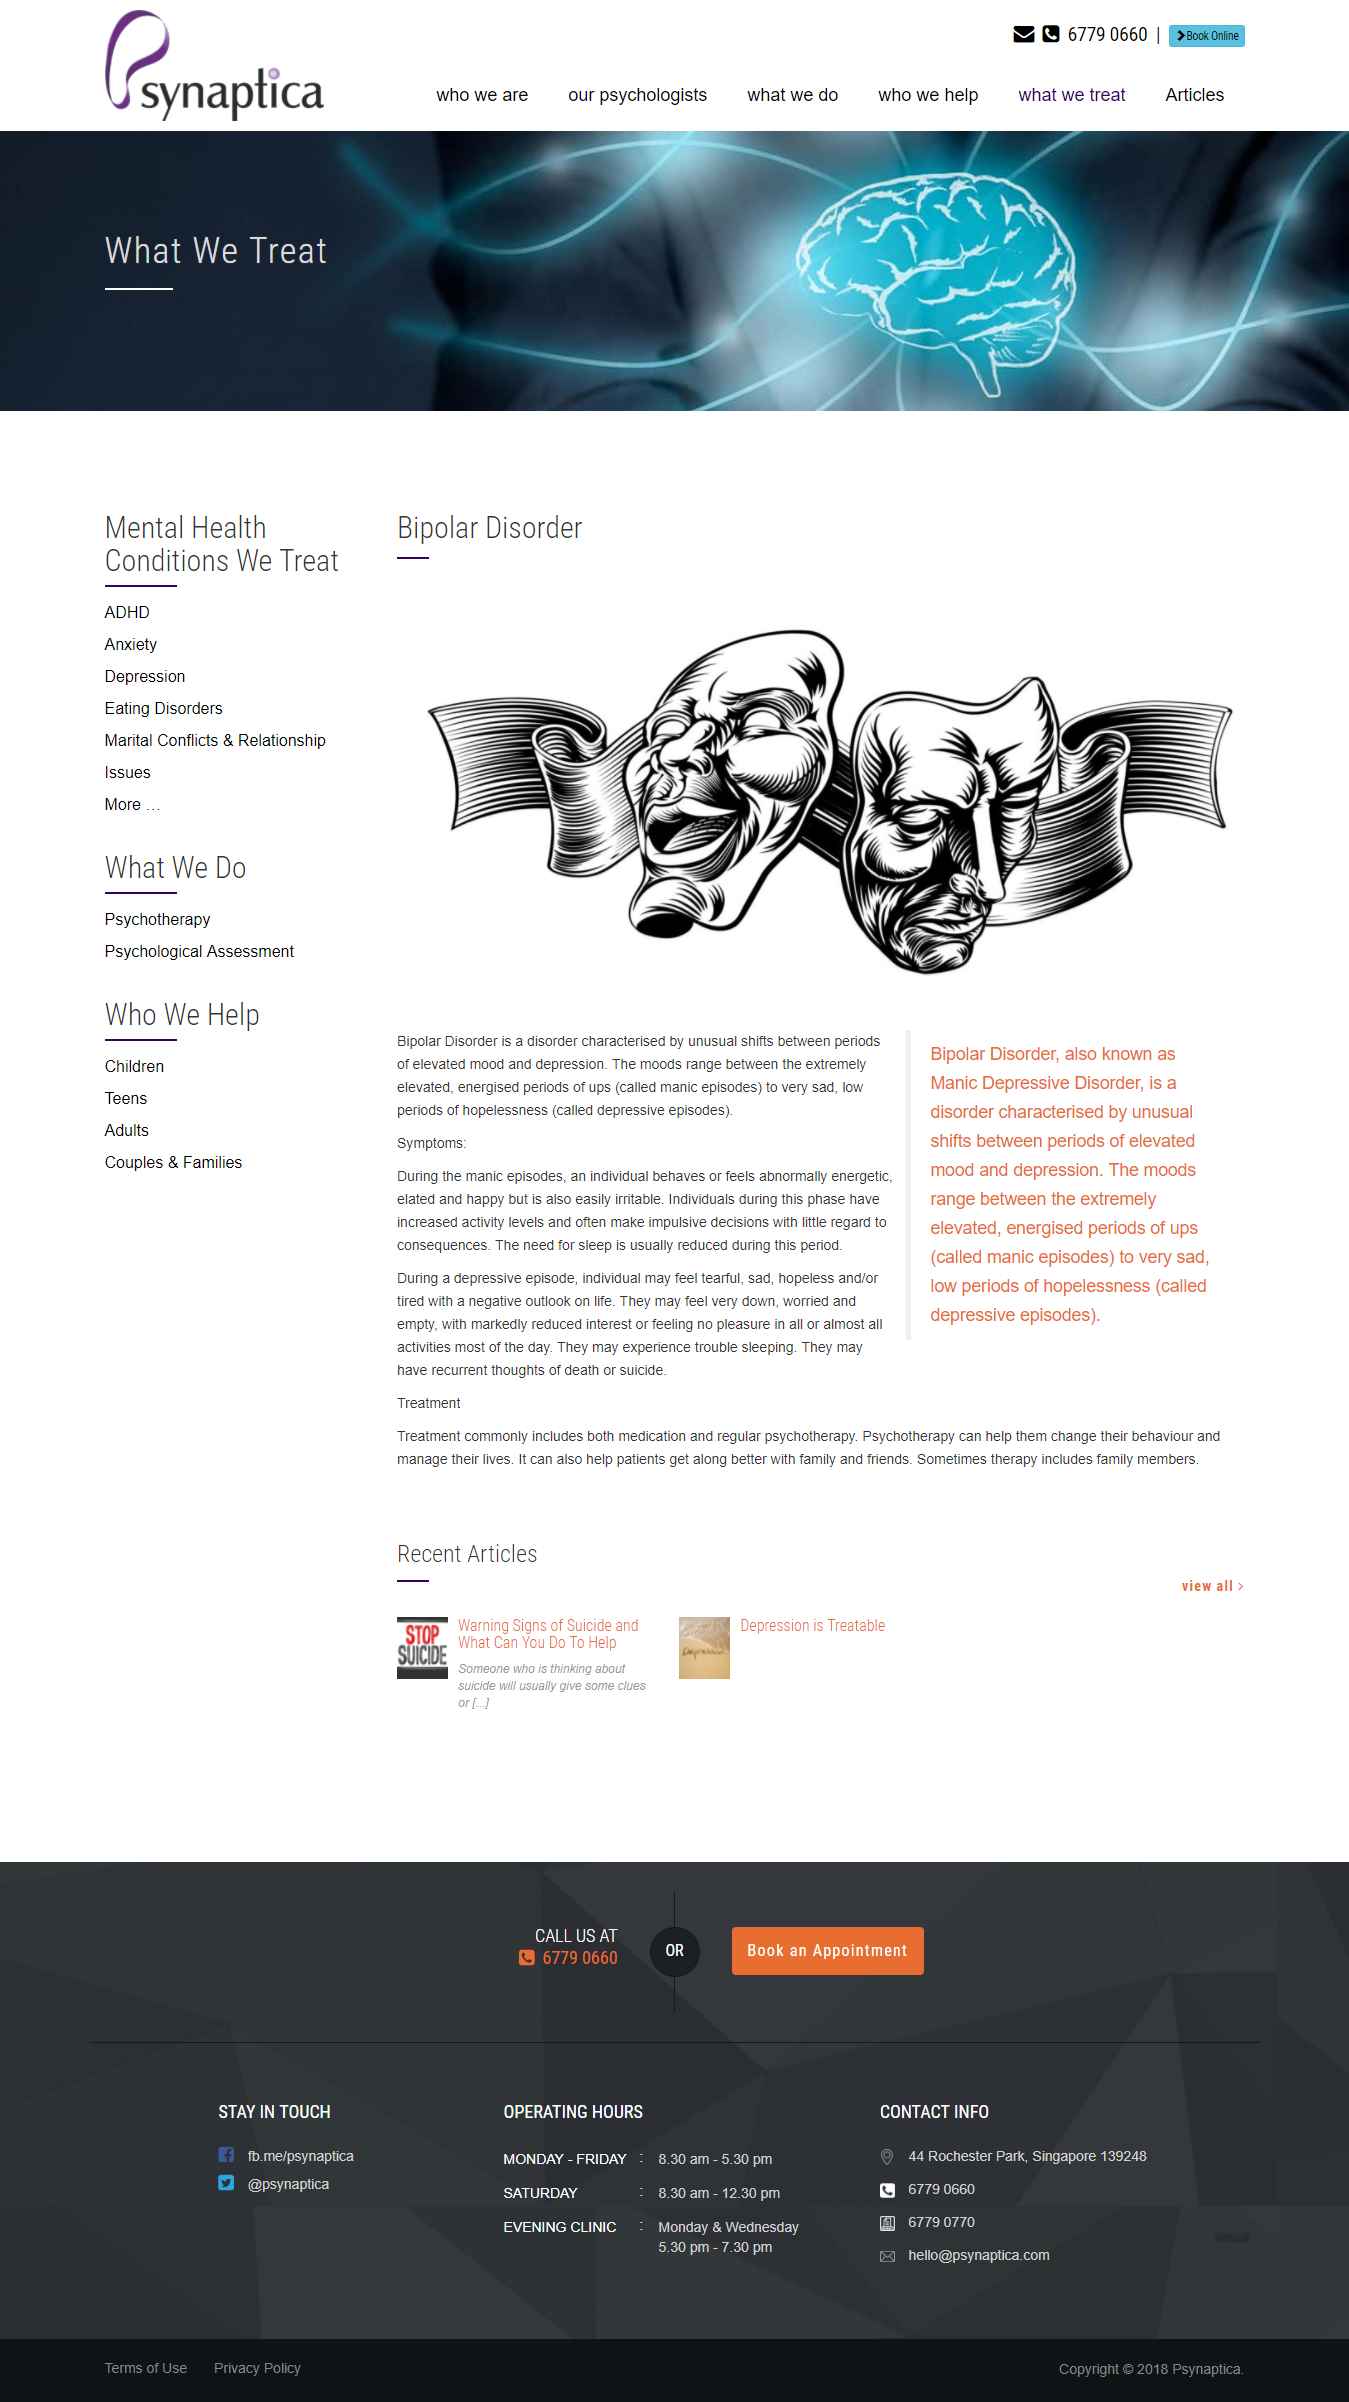 Psynaptica
6779 0660 | Book Online
who we are our psychologists what we do who we help what we treat Articles
What We Treat
Mental Health
Conditions We Treat
ADHD
Anxiety
Depression
Eating Disorders
Marital Conflicts & Relationship
Issues
More …
What We Do
Psychotherapy
Psychological Assessment
Who We Help
Children
Teens
Adults
Couples & Families
Bipolar Disorder
Bipolar Disorder is a disorder characterised by unusual shifts between periods
of elevated mood and depression. The moods range between the extremely
elevated, energised periods of ups (called manic episodes) to very sad, low
periods of hopelessness (called depressive episodes).
Symptoms:
During the manic episodes, an individual behaves or feels abnormally energetic,
elated and happy but is also easily irritable. Individuals during this phase have
increased activity levels and often make impulsive decisions with little regard to
consequences. The need for sleep is usually reduced during this period.
During a depressive episode, individual may feel tearful, sad, hopeless and/or
tired with a negative outlook on life. They may feel very down, worried and
empty, with markedly reduced interest or feeling no pleasure in all or almost all
activities most of the day. They may experience trouble sleeping. They may
have recurrent thoughts of death or suicide.
Bipolar Disorder, also known as
Manic Depressive Disorder, is a
disorder characterised by unusual
shifts between periods of elevated
mood and depression. The moods
range between the extremely
elevated, energised periods of ups
(called manic episodes) to very sad,
low periods of hopelessness (called
depressive episodes).
Treatment
Treatment commonly includes both medication and regular psychotherapy. Psychotherapy can help them change their behaviour and
manage their lives. It can also help patients get along better with family and friends. Sometimes therapy includes family members.
Recent Articles
view all >
STOP
SUICIDE
Warning Signs of Suicide and
What Can You Do To Help
Someone who is thinking about
suicide will usually give some clues
or [...]
Depression
Depression is Treatable
CALL US AT
6779 0660
OR
Book an Appointment
STAY IN TOUCH
fb.me/psynaptica
@psynaptica
OPERATING HOURS
MONDAY - FRIDAY : 8.30 am - 5.30 pm
SATURDAY : 8.30 am - 12.30 pm
EVENING CLINIC : Monday & Wednesday
5.30 pm - 7.30 pm
CONTACT INFO
44 Rochester Park, Singapore 139248
6779 0660
6779 0770
hello@psynaptica.com
Terms of Use Privacy Policy
Copyright © 2018 Psynaptica.